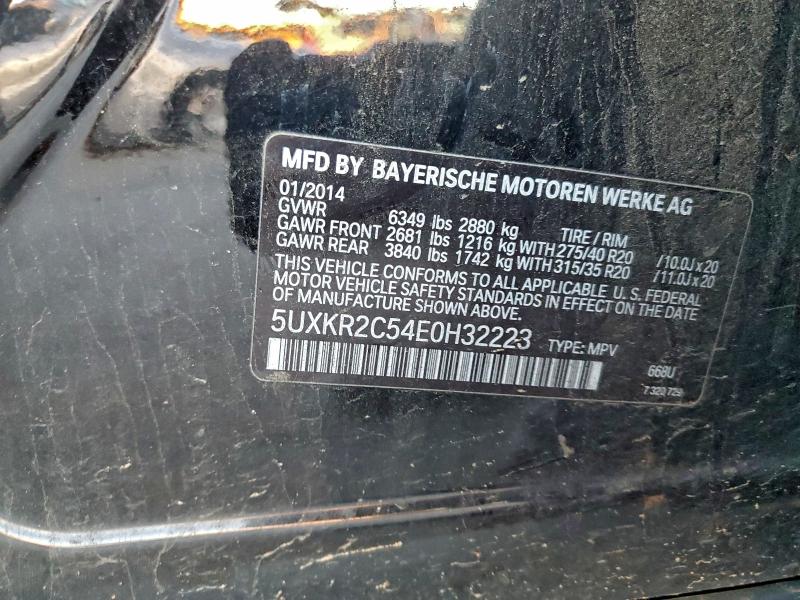 MFD BY BAYERISCHE MOTOREN WERKE AG
01/2014
GVWR 6349 lbs 2880 kg TIRE / RIM
GAWR FRONT 2681 lbs 1216 kg WITH 275/40 R20 /10.0J x 20
GAWR REAR 3840 lbs 1742 kg WITH 315/35 R20 /11.0J x 20
THIS VEHICLE CONFORMS TO ALL APPLICABLE U. S. FEDERAL
MOTOR VEHICLE SAFETY STANDARDS IN EFFECT ON THE DATE
OF MANUFACTURE SHOWN ABOVE.
5UXKR2C54E0H32223 TYPE: MPV
668U
7 320 729